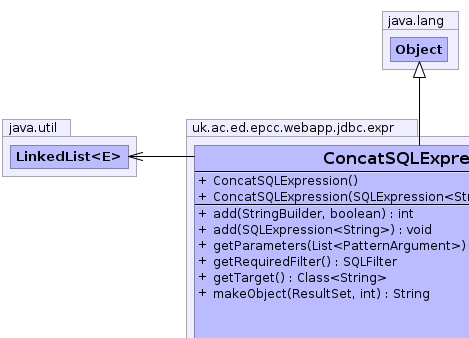 java.lang
Object
java.util
LinkedList<E>
uk.ac.ed.epcc.webapp.jdbc.expr
ConcatSQLExpre
+ ConcatSQLExpression()
+ ConcatSQLExpression(SQLExpression<Str
+ add(StringBuilder, boolean) : int
+ add(SQLExpression<String>) : void
+ getParameters(List<PatternArgument>)
+ getRequiredFilter() : SQLFilter
+ getTarget() : Class<String>
+ makeObject(ResultSet, int) : String